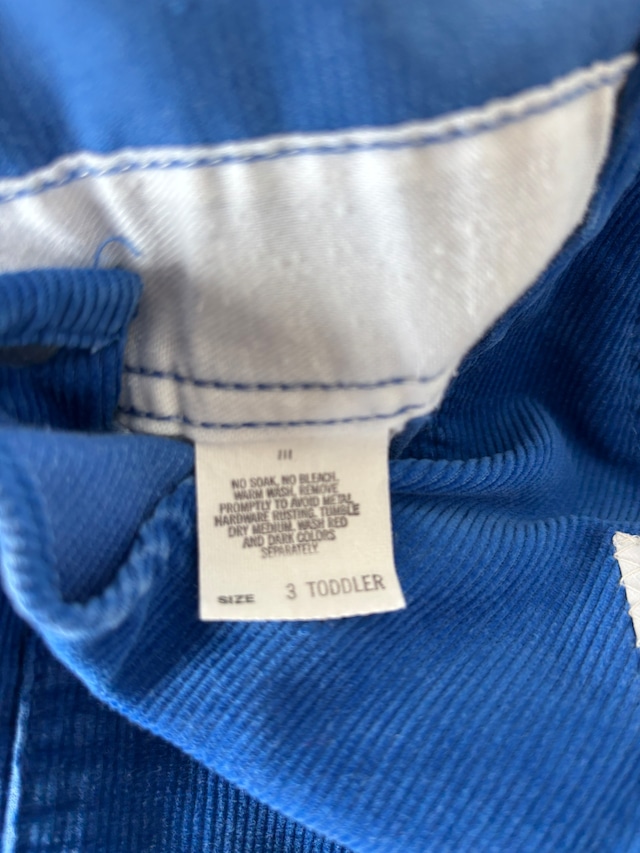 III
NO SOAK, NO BLEACH,
WARM WASH, REMOVE
PROMPTLY TO AVOID METAL
HARDWARE RUSTING, TUMBLE
DRY MEDIUM. WASH RED
AND DARK COLORS
SEPARATELY.
SIZE 3 TODDLER